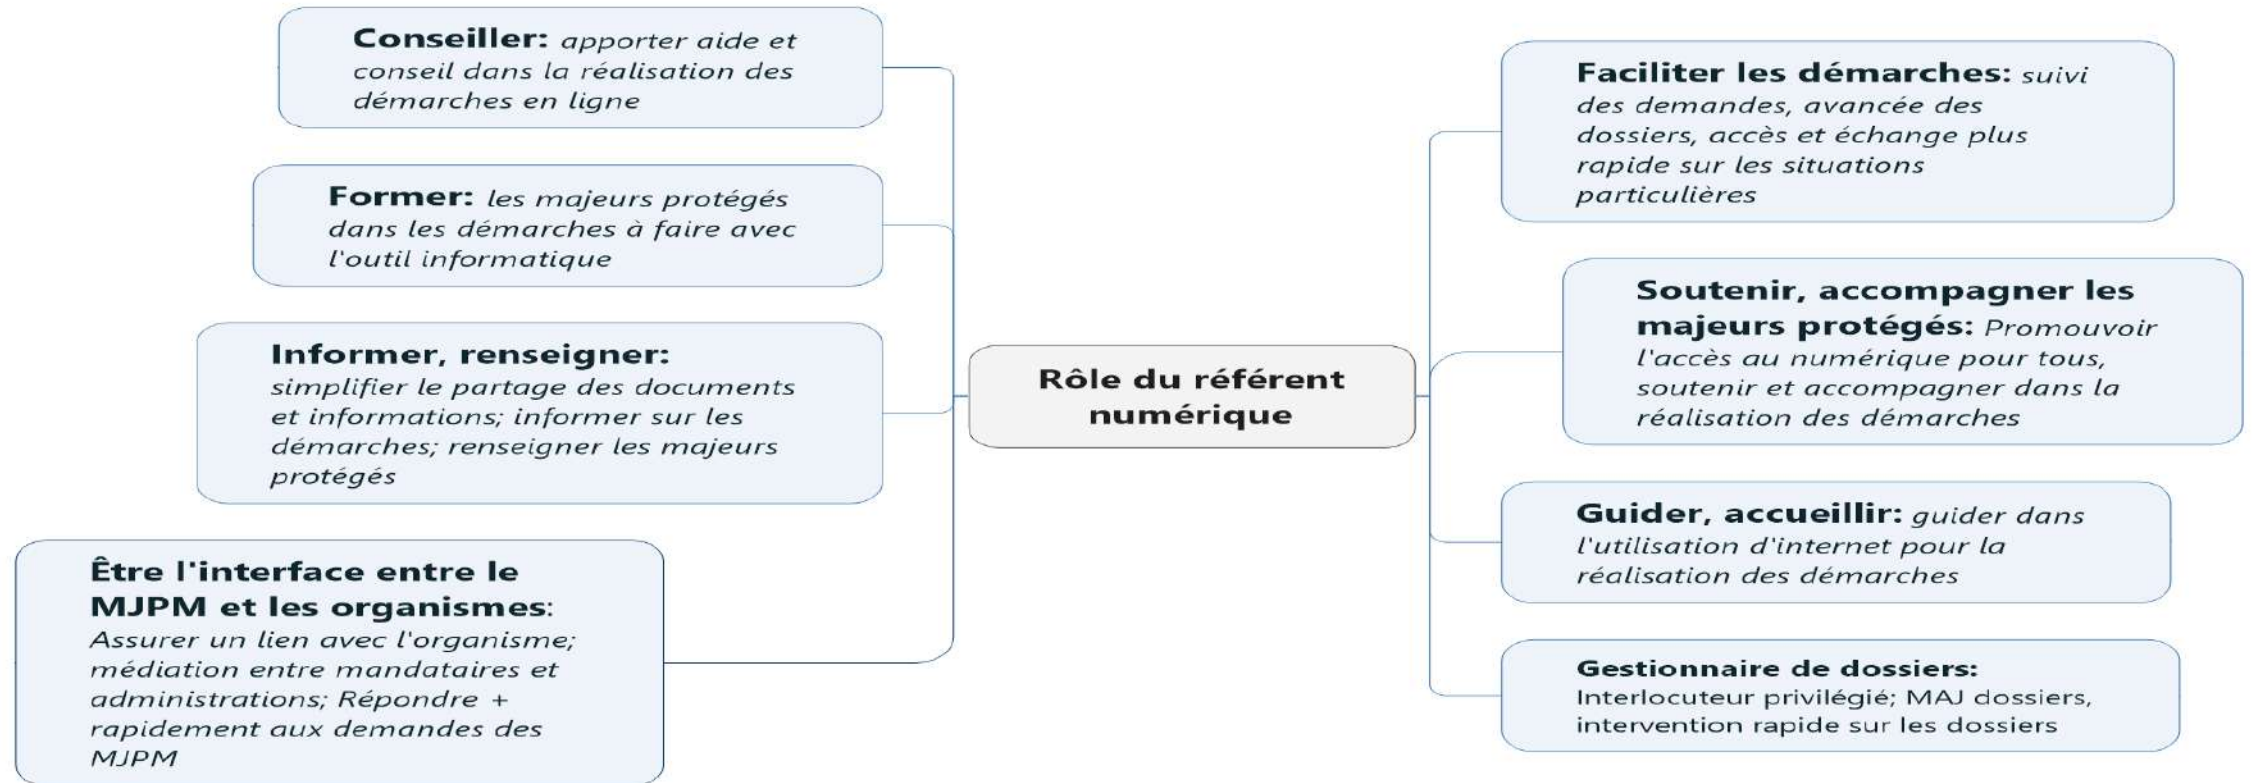 Conseiller: apporter aide et
conseil dans la réalisation des
démarches en ligne
Former: les majeurs protégés
dans les démarches à faire avec
l'outil informatique
Informer, renseigner:
simplifier le partage des documents
et informations; informer sur les
démarches; renseigner les majeurs
protégés
Être l'interface entre le
MJPM et les organismes:
Assurer un lien avec l'organisme;
médiation entre mandataires et
administrations; Répondre +
rapidement aux demandes des
MJPM
Rôle du référent
numérique
Faciliter les démarches: suivi
des demandes, avancée des
dossiers, accès et échange plus
rapide sur les situations
particulières
Soutenir, accompagner les
majeurs protégés: Promouvoir
l'accès au numérique pour tous,
soutenir et accompagner dans la
réalisation des démarches
Guider, accueillir: guider dans
l'utilisation d'internet pour la
réalisation des démarches
Gestionnaire de dossiers:
Interlocuteur privilégié; MAJ dossiers,
intervention rapide sur les dossiers